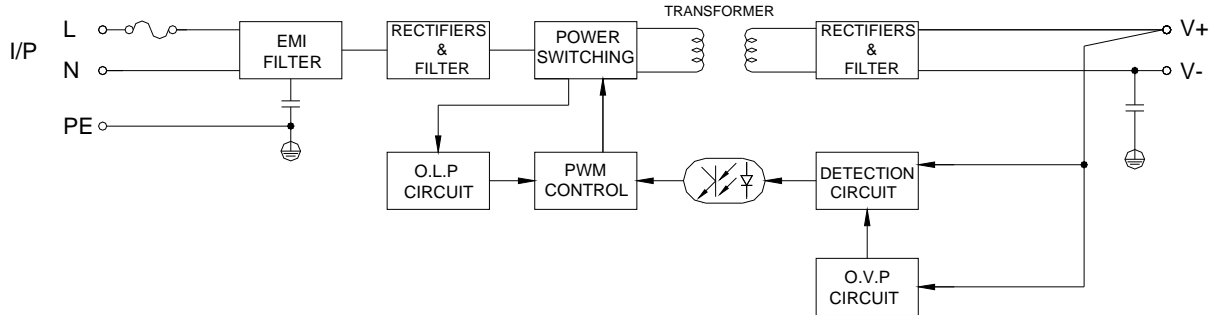 TRANSFORMER
I/P
L
N
PE
EMI
FILTER
RECTIFIERS
&
FILTER
POWER
SWITCHING
RECTIFIERS
&
FILTER
V+
V-
O.L.P
CIRCUIT
PWM
CONTROL
DETECTION
CIRCUIT
O.V.P
CIRCUIT